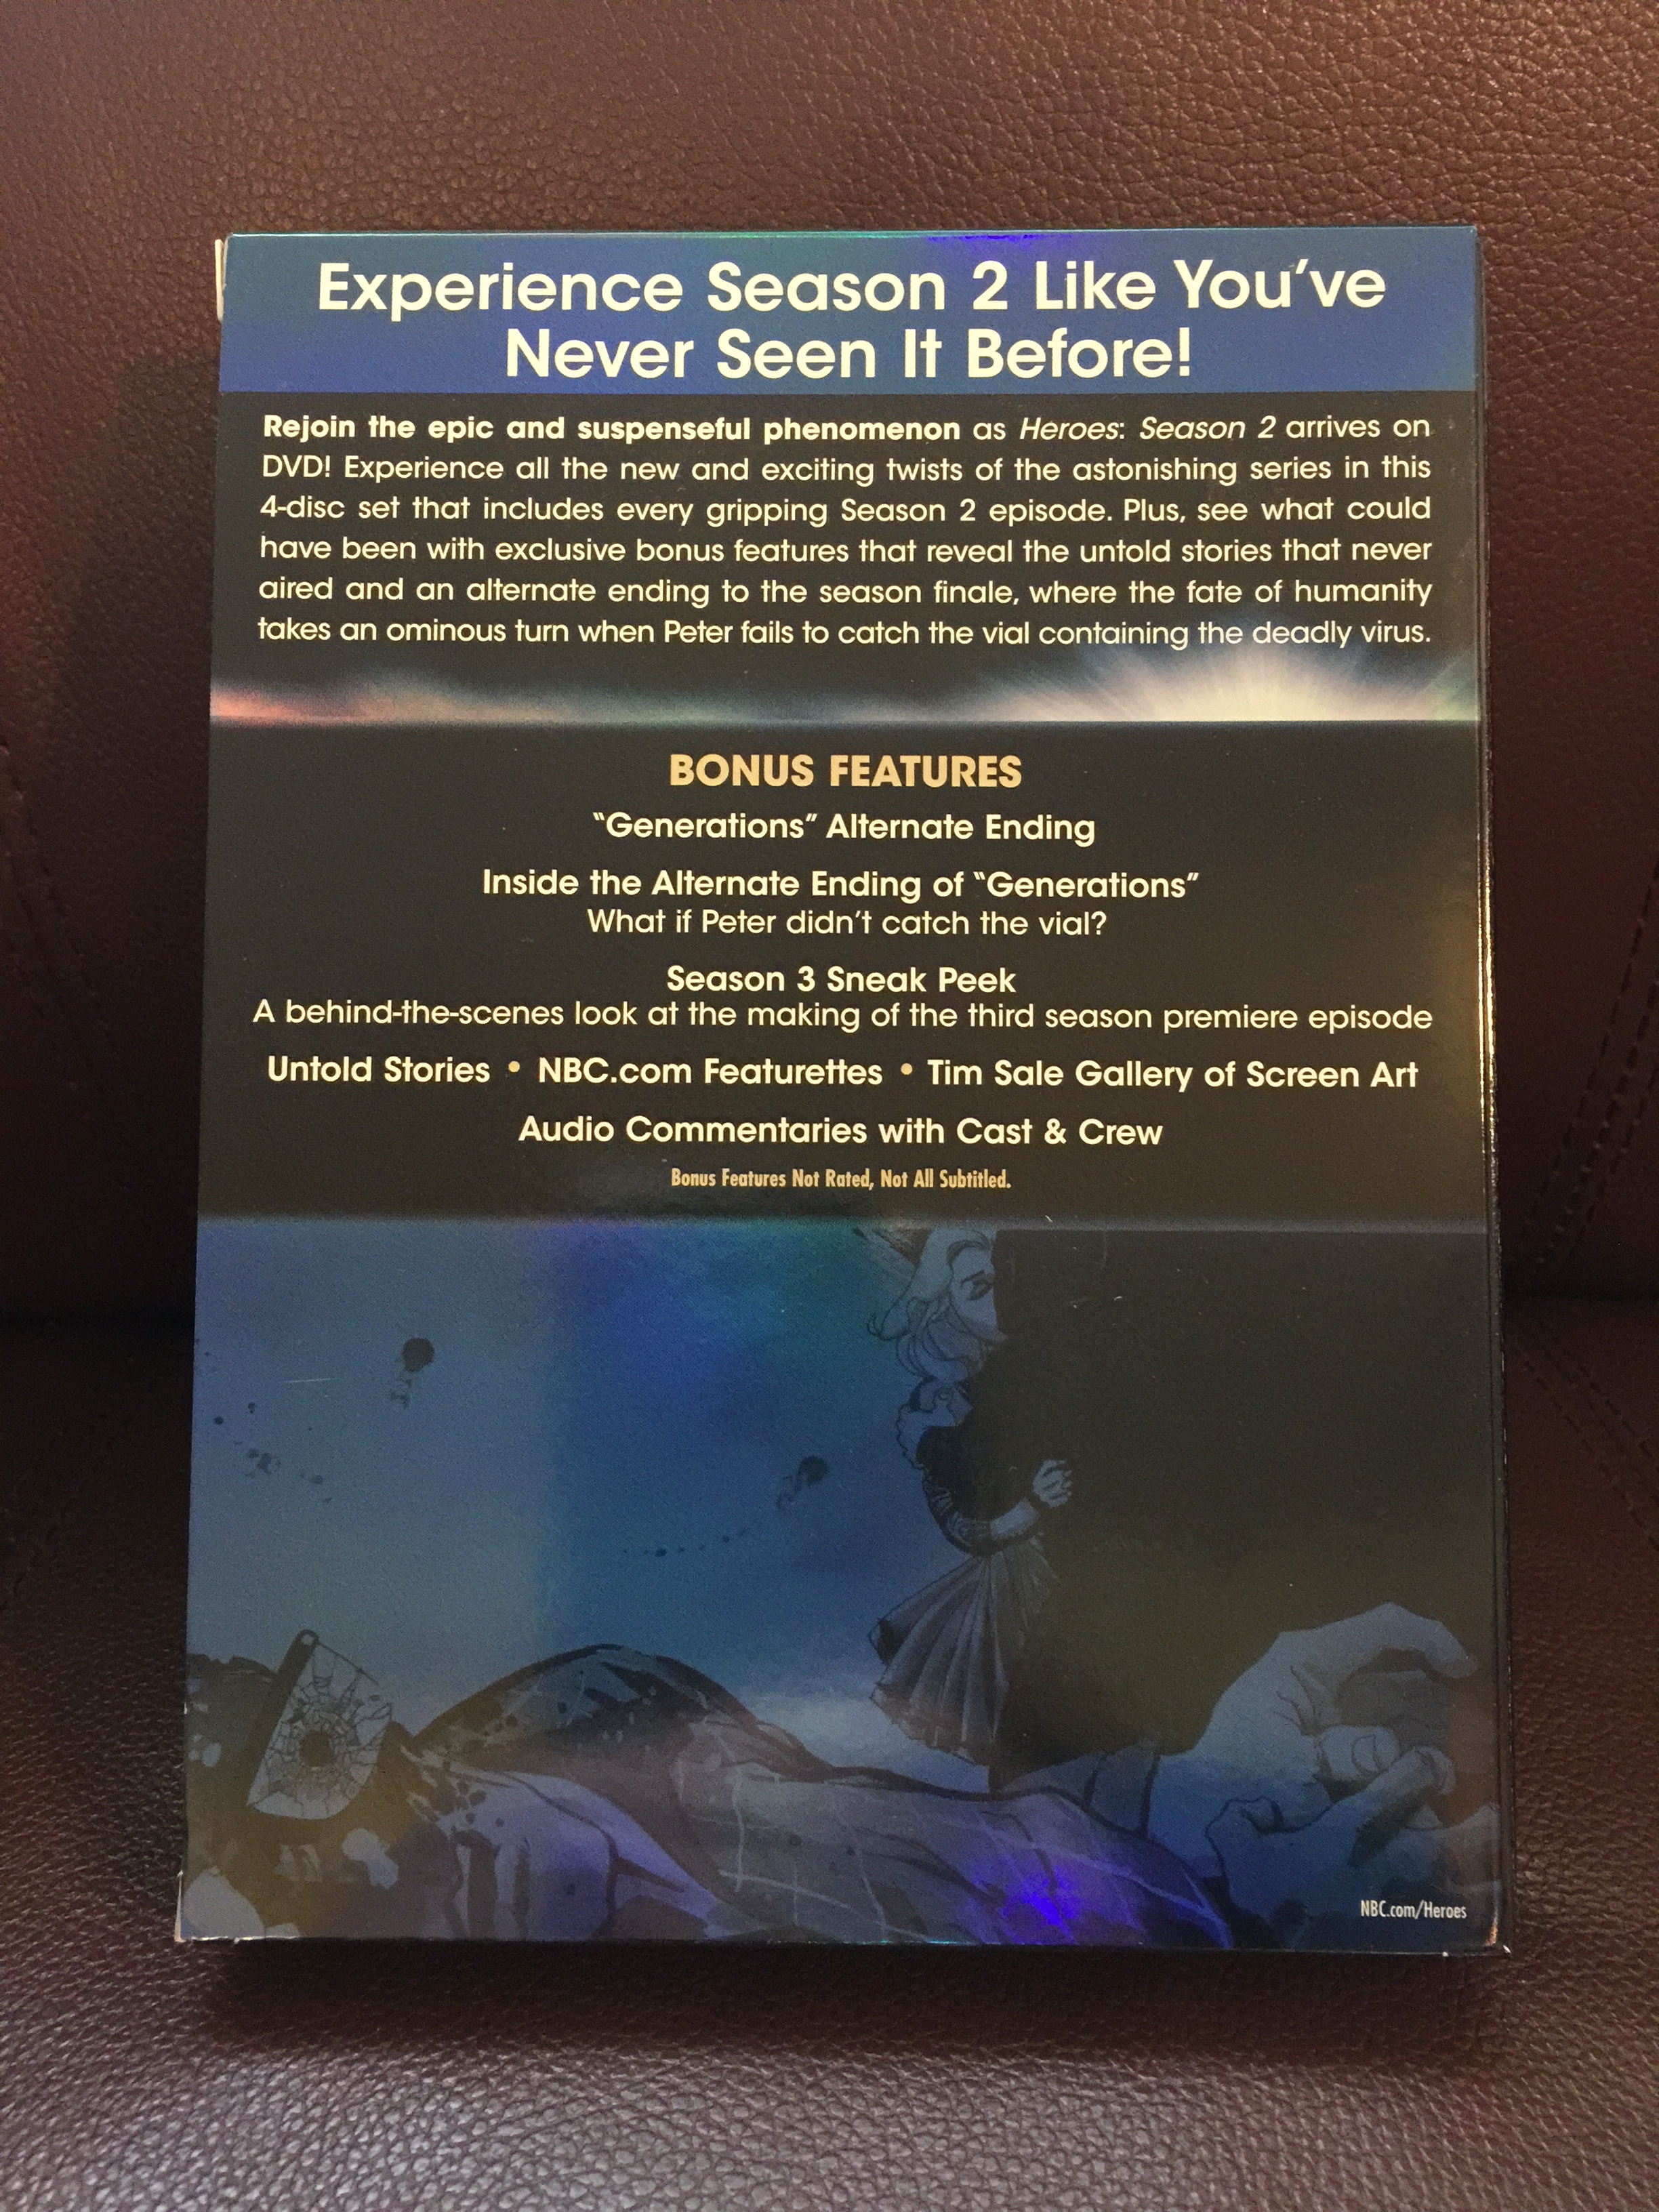 Experience Season 2 Like You've
Never Seen It Before!
Rejoin the epic and suspenseful phenomenon as Heroes: Season 2 arrives on
DVD! Experience all the new and exciting twists of the astonishing series in this
4-disc set that includes every gripping Season 2 episode. Plus, see what could
have been with exclusive bonus features that reveal the untold stories that never
aired and an alternate ending to the season finale, where the fate of humanity
takes an ominous turn when Peter fails to catch the vial containing the deadly virus.
BONUS FEATURES
“Generations” Alternate Ending
Inside the Alternate Ending of “Generations”
What if Peter didn't catch the vial?
Season 3 Sneak Peek
A behind-the-scenes look at the making of the third season premiere episode
Untold Stories • NBC.com Featurettes • Tim Sale Gallery of Screen Art
Audio Commentaries with Cast & Crew
Bonus Features Not Rated, Not All Subtitled.
NBC.com/Heroes